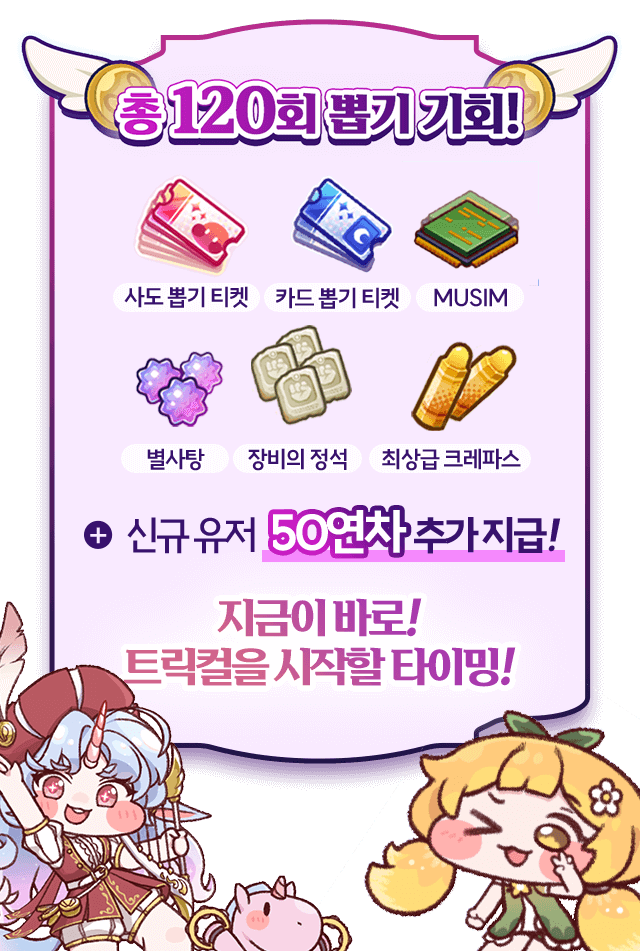 총 120회 뽑기 기회!
사도 뽑기 티켓 카드 뽑기 티켓 MUSIM
별사탕 장비의 정석 최상급 크레파스
+ 신규 유저 50연차 추가 지급!
지금이 바로!
트릭컬을 시작할 타이밍!